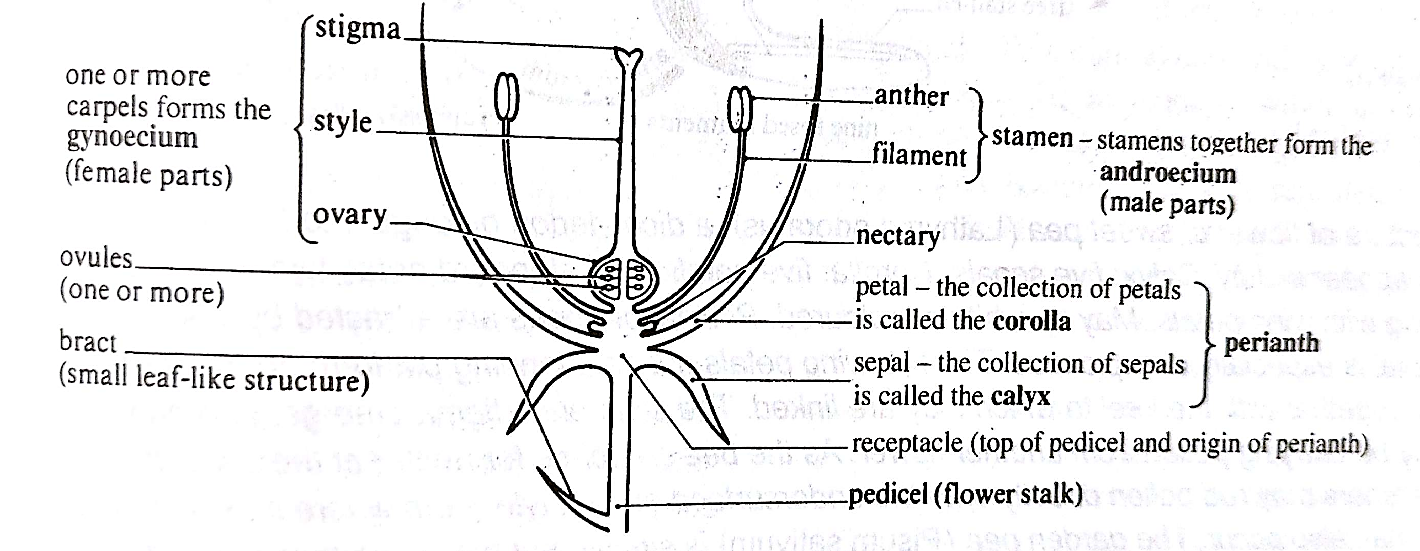 stigma
one or more
carpels forms the
gynoecium
(female parts)
style
ovary
ovules
(one or more)
bract
(small leaf-like structure)
anther
filament
stamen – stamens together form the
androecium
(male parts)
nectary
petal – the collection of petals
is called the corolla
perianth
sepal – the collection of sepals
is called the calyx
receptacle (top of pedicel and origin of perianth)
pedicel (flower stalk)